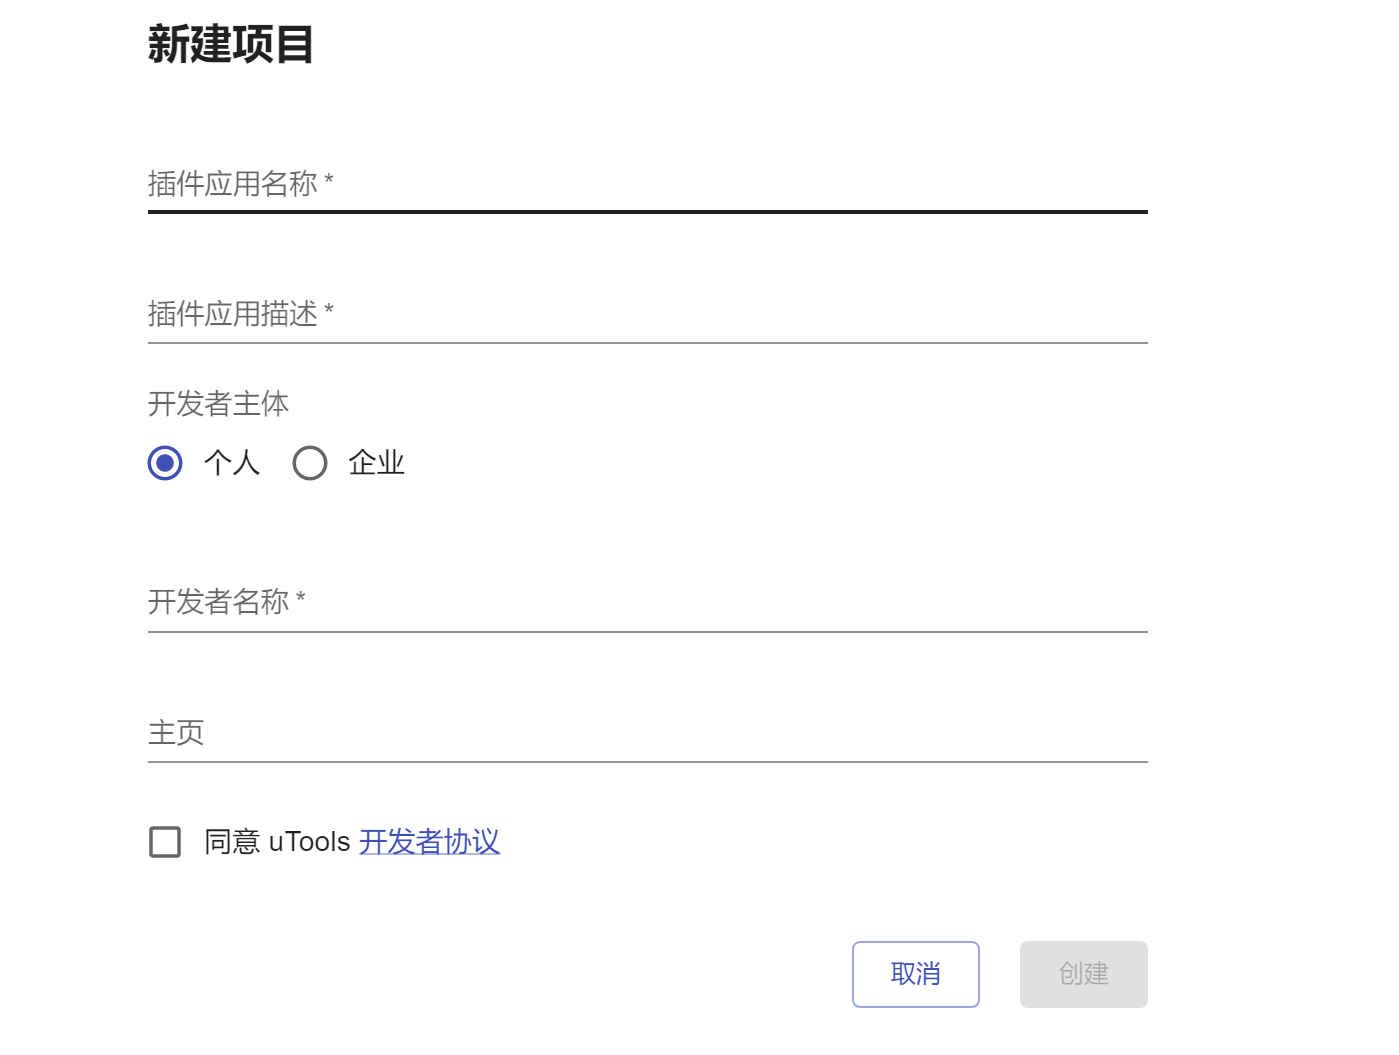 新建项目
插件应用名称 *
插件应用描述 *
开发者主体
个人 企业
开发者名称 *
主页
同意 uTools 开发者协议
取消 创建